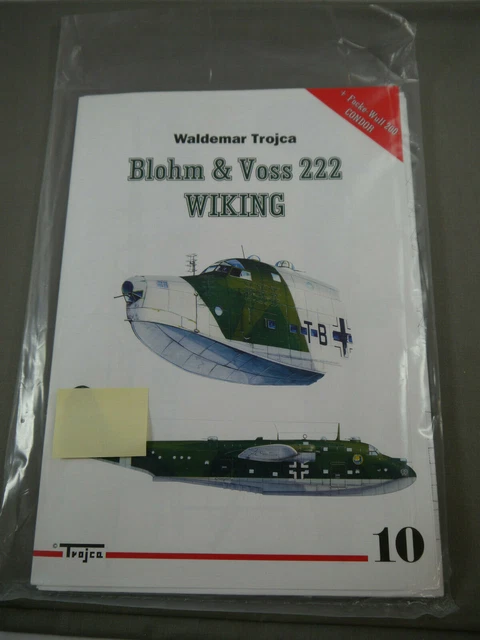 + Focke-Wulf 200
CONDOR
Waldemar Trojca
Blohm & Voss 222
WIKING
T B
© Trojca
10